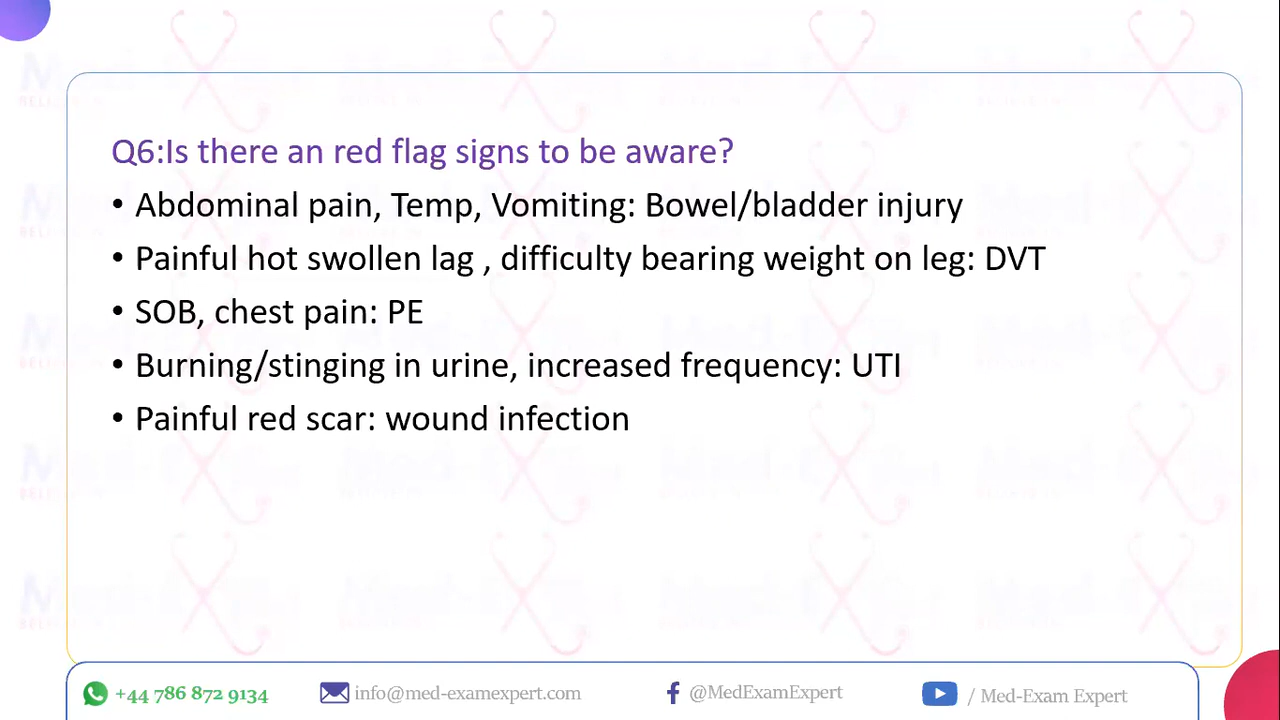 Q6:Is there an red flag signs to be aware?
• Abdominal pain, Temp, Vomiting: Bowel/bladder injury
• Painful hot swollen lag , difficulty bearing weight on leg: DVT
• SOB, chest pain: PE
• Burning/stinging in urine, increased frequency: UTI
• Painful red scar: wound infection
+44 786 872 9134 info@med-examexpert.com @MedExamExpert / Med-Exam Expert